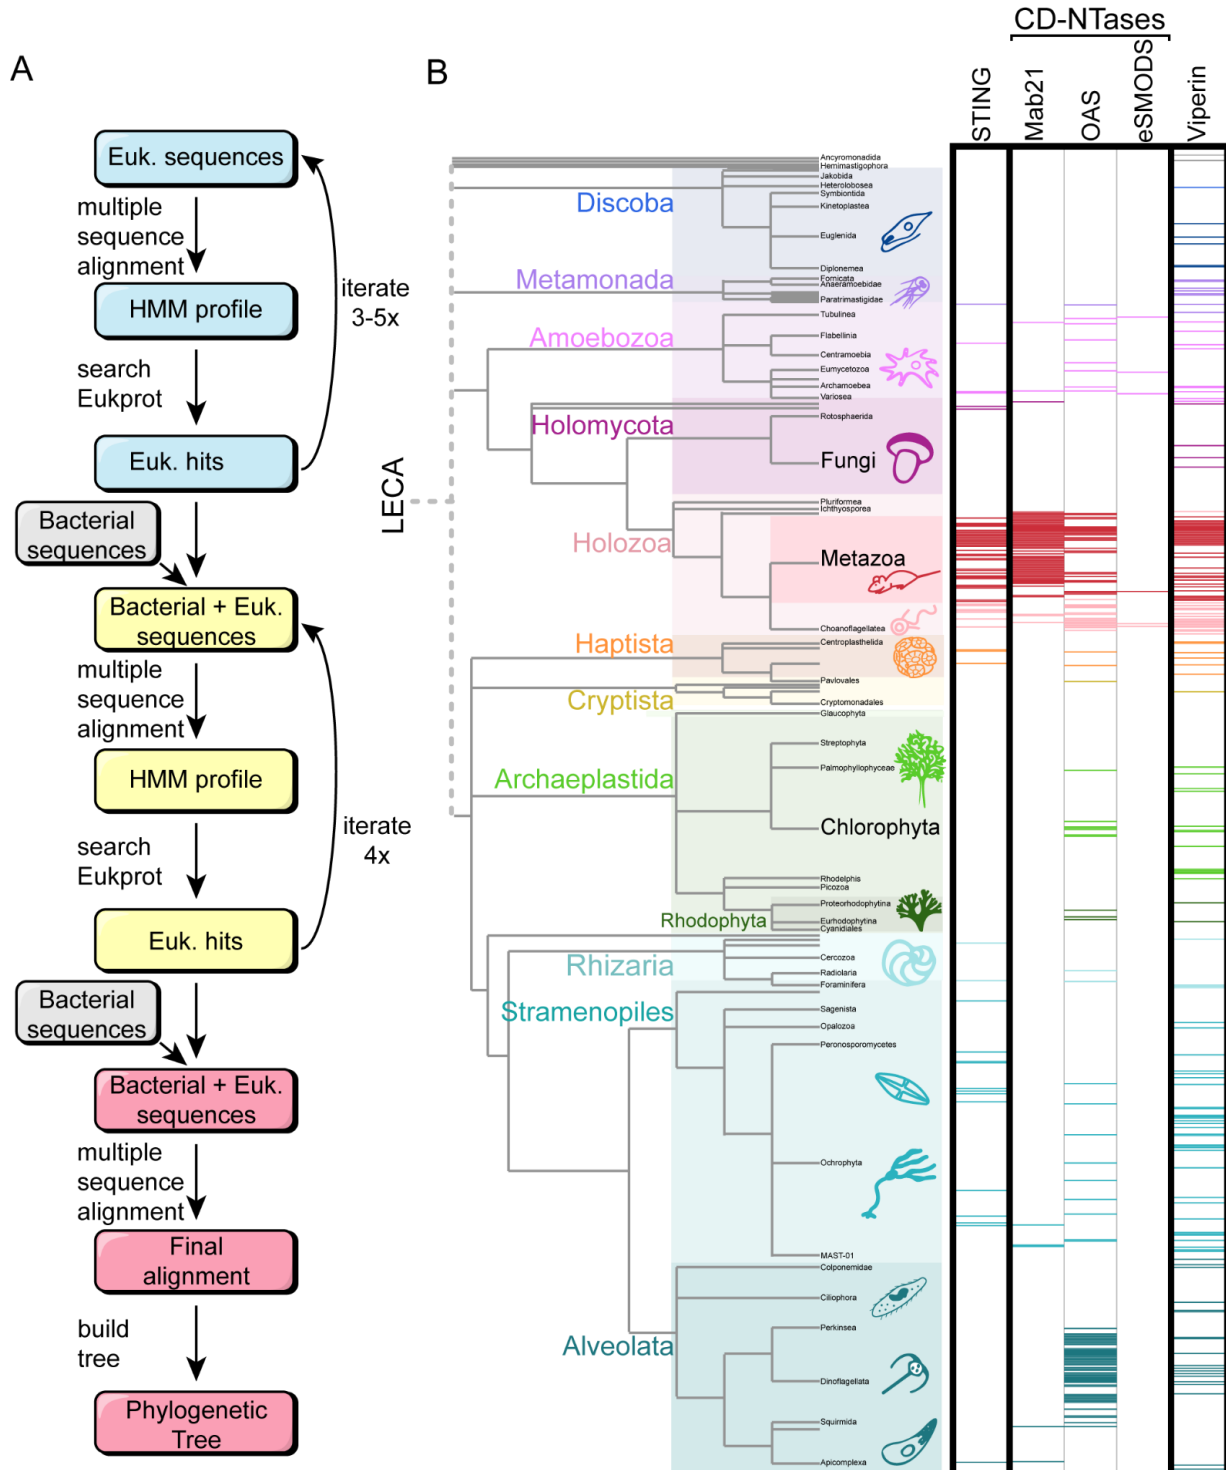 A
Euk. sequences
multiple
sequence
alignment
HMM profile
iterate
3-5x
search
Eukprot
Euk. hits
Bacterial
sequences
Bacterial + Euk.
sequences
multiple
sequence
alignment
HMM profile
iterate
4x
search
Eukprot
Euk. hits
Bacterial
sequences
Bacterial + Euk.
sequences
multiple
sequence
alignment
Final
alignment
build
tree
Phylogenetic
Tree
B
CD-NTases
STING
Mab21
OAS
eSMODS
Viperin
LECA
Ancyromonadida
Hemimastigophora
Discoba
Jakobida
Heterolobosea
Symbiontida
Kinetoplastea
Euglenida
Diplonemea
Metamonada
Fornicata
Anaeramoebidae
Paratrimastigidae
Amoebozoa
Tubulinea
Flabellinia
Centramoebia
Eumycetozoa
Archamoebea
Variosea
Holomycota
Rotosphaerida
Fungi
Holozoa
Pluriformea
Ichthyosporea
Metazoa
Choanoflagellatea
Haptista
Centroplasthelida
Pavlovales
Cryptista
Cryptomonadales
Archaeplastida
Glaucophyta
Streptophyta
Palmophyllophyceae
Chlorophyta
Rhodelphis
Picozoa
Rhodophyta
Proteorhodophytina
Eurhodophytina
Cyanidiales
Rhizaria
Cercozoa
Radiolaria
Foraminifera
Stramenopiles
Sagenista
Opalozoa
Peronosporomycetes
Ochrophyta
MAST-01
Alveolata
Colponemidae
Ciliophora
Perkinsea
Dinoflagellata
Squirmida
Apicomplexa